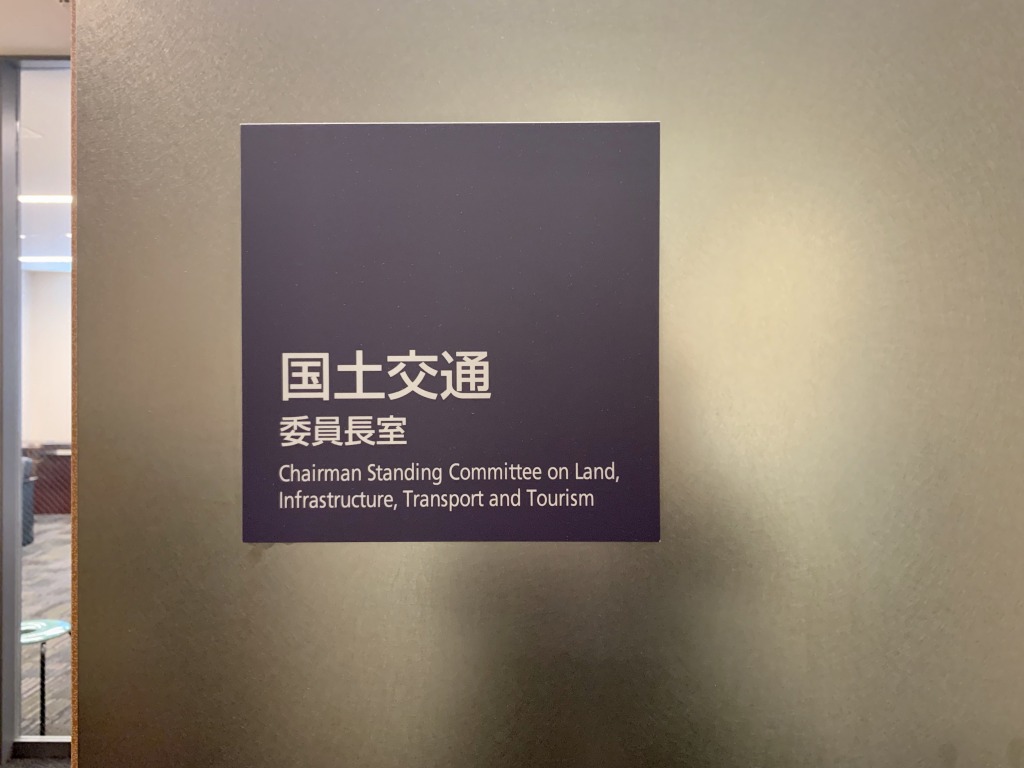 国土交通
委員長室
Chairman Standing Committee on Land,
Infrastructure, Transport and Tourism